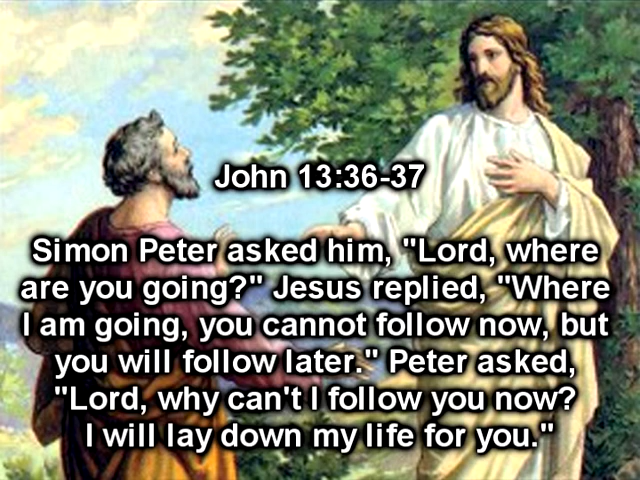 John 13:36-37
Simon Peter asked him, "Lord, where
are you going?" Jesus replied, "Where
I am going, you cannot follow now, but
you will follow later." Peter asked,
"Lord, why can't I follow you now?
I will lay down my life for you."